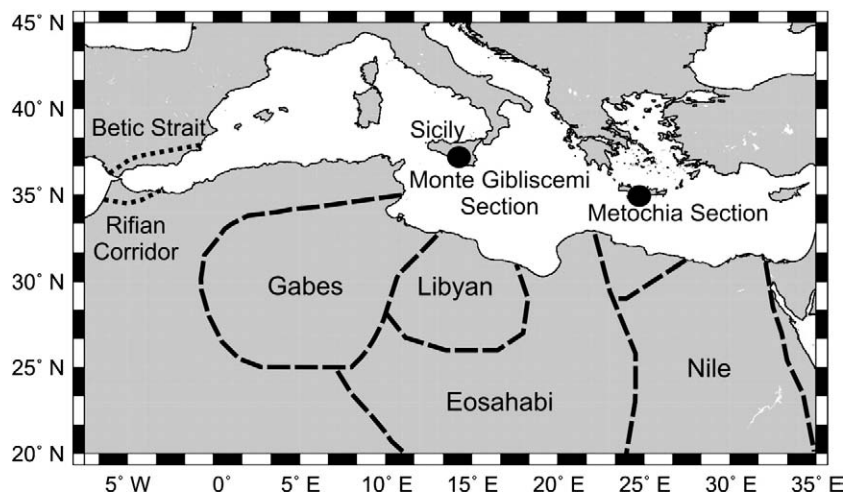 45˚ N
40˚ N
35˚ N
30˚ N
25˚ N
20˚ N
Betic Strait
Sicily
Monte Gibliscemi
Section
Metochia Section
Rifian
Corridor
Gabes
Libyan
Eosahabi
Nile
5˚ W
0˚
5˚ E
10˚ E
15˚ E
20˚ E
25˚ E
30˚ E
35˚ E